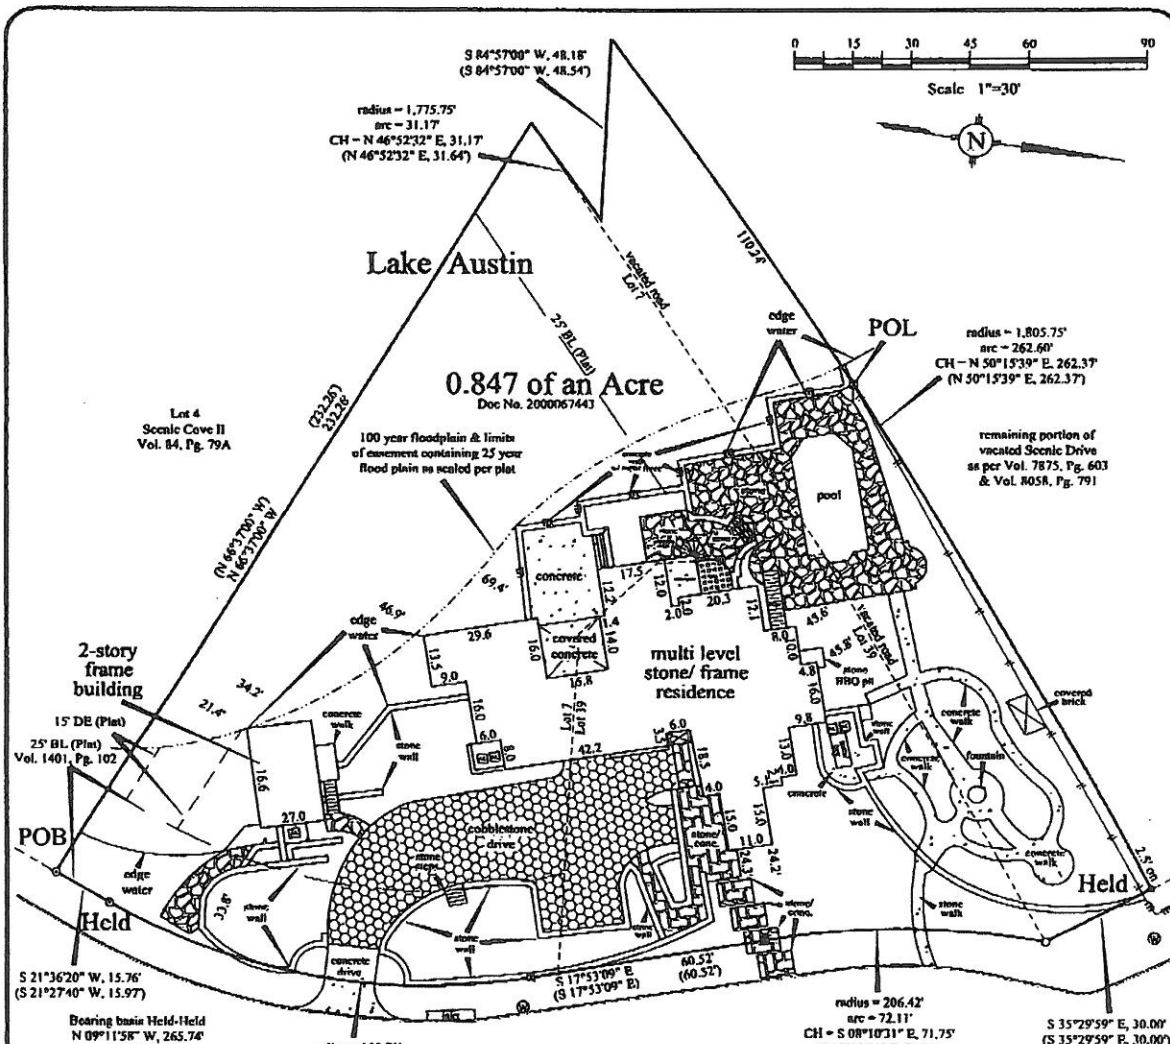 S 84°57'00" W, 48.18'
(S 84°57'00" W, 48.54')
0 15 30 45 60 90
Scale 1"=30'
N
radius = 1,775.75'
arc = 31.17'
CH = N 46°52'32" E, 31.17'
(N 46°52'32" E, 31.64')
Lake Austin
vacated road
Lot 7
110.24'
25' BL (Plat)
edge
water
POL
radius = 1,805.75'
arc = 262.60'
CH = N 50°15'39" E, 262.37'
(N 50°15'39" E, 262.37')
0.847 of an Acre
Doc No. 2000067443
(232.26')
232.26'
Lot 4
Scenic Cove II
Vol. 84, Pg. 79A
100 year floodplain & limits
of easement containing 25 year
flood plain as scaled per plat
remaining portion of
vacated Scenic Drive
as per Vol. 7875, Pg. 603
& Vol. 8058, Pg. 791
pool
(N 66°37'00" W)
N 66°37'00" W
69.4'
concrete
17.5
12.2
12.0
2.0
2.0
20.3
12.1
46.9'
edge
water
29.6
16.0
covered
concrete
.4
14.0
15.8
8.0
45.6'
vacated road
45.8'
stone
BBQ pit
4.8
16.0
2-story
frame
building
13.5
9.0
multi level
stone/ frame
residence
34.2'
21.4'
15' DE (Plat)
25' BL (Plat)
Vol. 1401, Pg. 102
concrete
walk
stone
wall
16.0
6.0
8.0
Lot 7
Lot 39
42.2
3.5
6.0
18.5
9.8
13.0
4.0
stone
wall
concrete
walk
covered
brick
concrete
walk
fountain
16.6
27.0
POB
cobblestone
drive
4.0
15.0
stone/
conc.
11.0
24.3'
24.2'
concrete
stone
wall
concrete
walk
edge
water
Held
33.8'
stone
wall
stone
steps
stone
wall
stone
wall
stone/
conc.
stone
walk
Held
2.5' on
concrete
drive
S 17°53'09" E
(S 17°53'09" E)
60.52'
(60.52')
S 21°36'20" W, 15.76'
(S 21°27'40" W, 15.97')
Bearing basis Held-Held
N 09°11'58" W, 265.74'
W
inlet
W
radius = 206.42'
arc = 72.11'
CH = S 08°10'31" E, 71.75'
S 35°29'59" E, 30.00'
(S 35°29'59" E, 30.00')